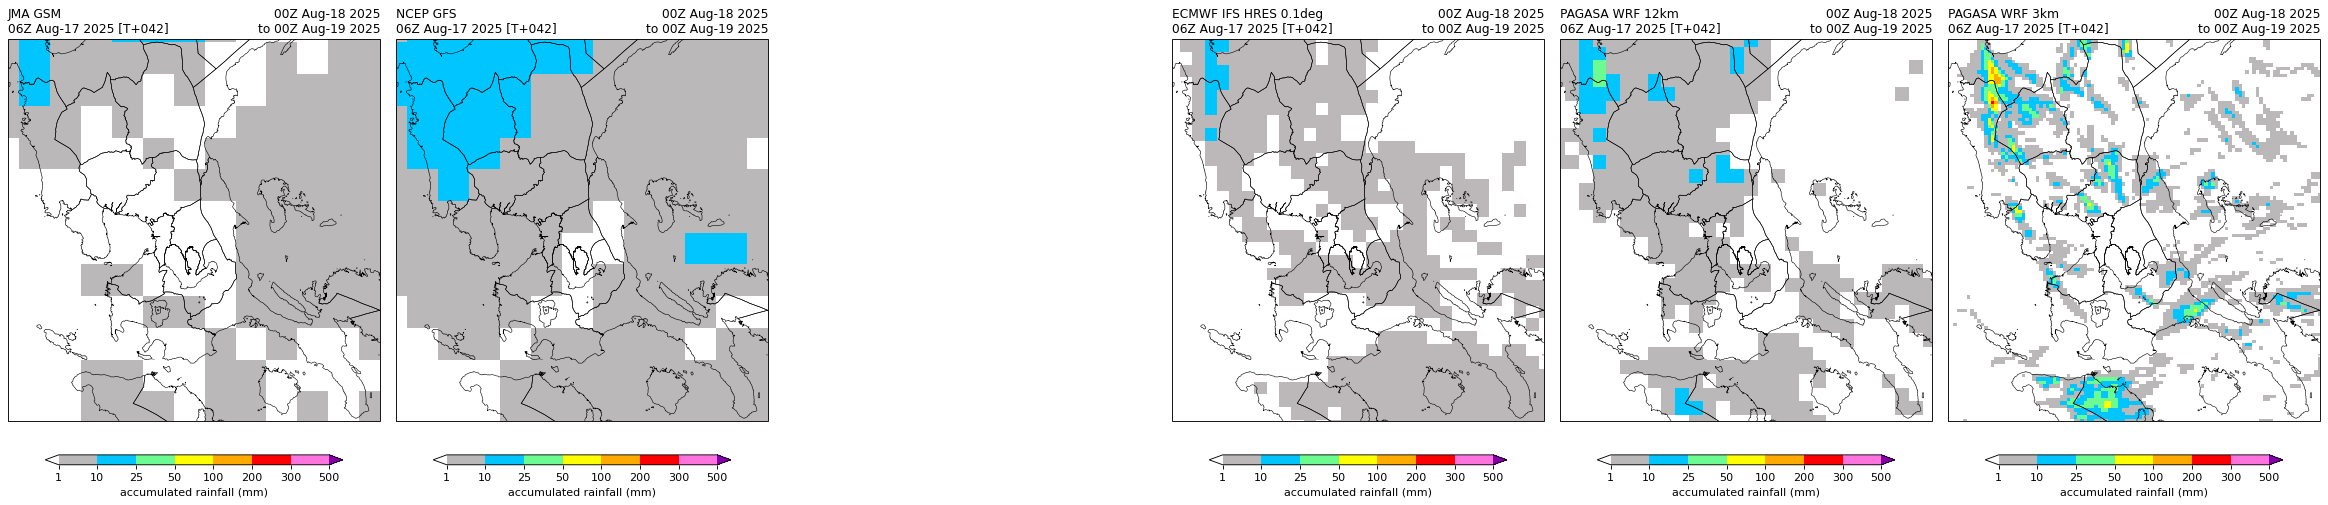 JMA GSM 00Z Aug-18 2025
06Z Aug-17 2025 [T+042] to 00Z Aug-19 2025
1 10 25 50 100 200 300 500
accumulated rainfall (mm)
NCEP GFS 00Z Aug-18 2025
06Z Aug-17 2025 [T+042] to 00Z Aug-19 2025
1 10 25 50 100 200 300 500
accumulated rainfall (mm)
ECMWF IFS HRES 0.1deg 00Z Aug-18 2025
06Z Aug-17 2025 [T+042] to 00Z Aug-19 2025
1 10 25 50 100 200 300 500
accumulated rainfall (mm)
PAGASA WRF 12km 00Z Aug-18 2025
06Z Aug-17 2025 [T+042] to 00Z Aug-19 2025
1 10 25 50 100 200 300 500
accumulated rainfall (mm)
PAGASA WRF 3km 00Z Aug-18 2025
06Z Aug-17 2025 [T+042] to 00Z Aug-19 2025
1 10 25 50 100 200 300 500
accumulated rainfall (mm)